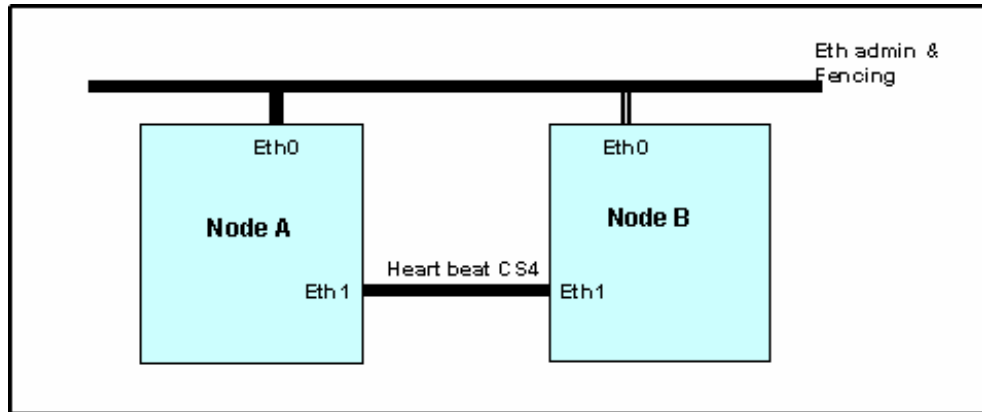 Eth admin &
Fencing
Eth0
Eth0
Node A
Node B
Heart beat CS4
Eth1
Eth1